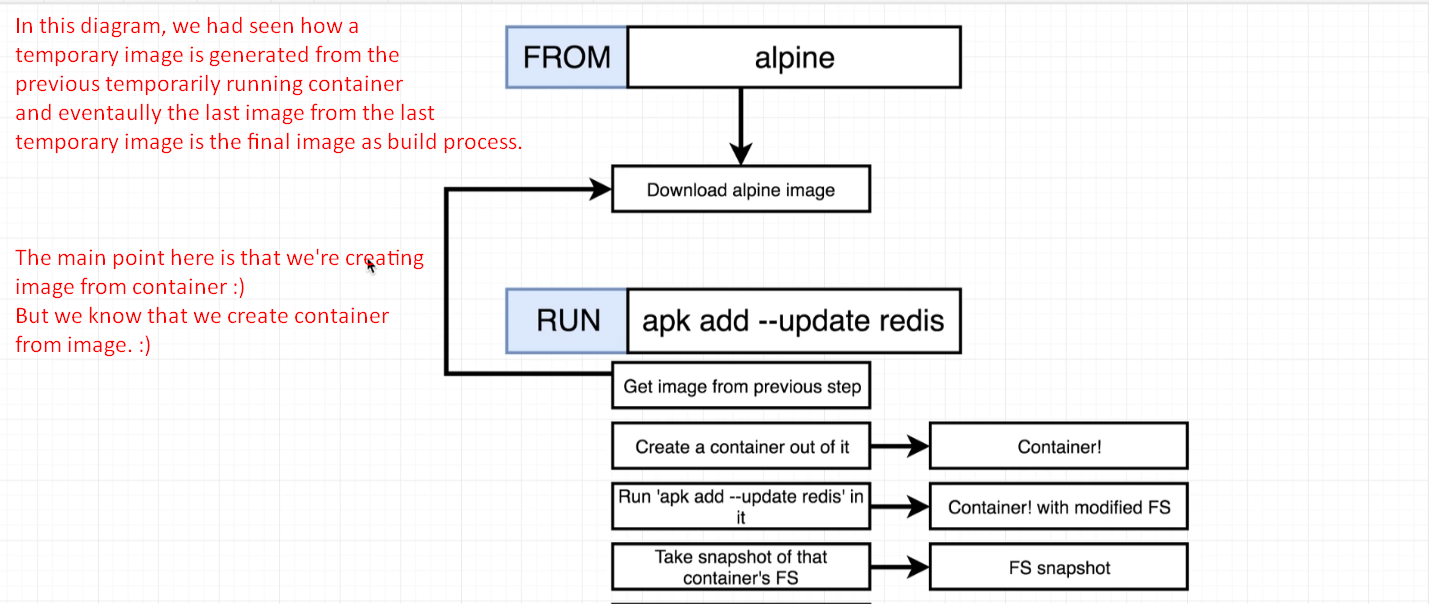 In this diagram, we had seen how a
temporary image is generated from the
previous temporarily running container
and eventaully the last image from the last
temporary image is the final image as build process.
The main point here is that we're creating
image from container :)
But we know that we create container
from image. :)
FROM alpine
Download alpine image
RUN apk add --update redis
Get image from previous step
Create a container out of it
Container!
Run 'apk add --update redis' in
it
Container! with modified FS
Take snapshot of that
container's FS
FS snapshot